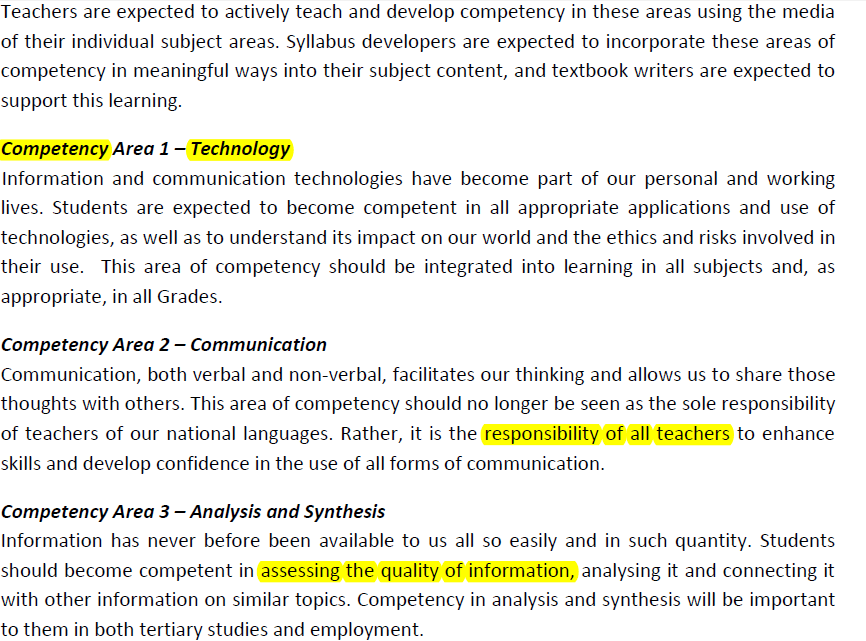 Teachers are expected to actively teach and develop competency in these areas using the media
of their individual subject areas. Syllabus developers are expected to incorporate these areas of
competency in meaningful ways into their subject content, and textbook writers are expected to
support this learning.
Competency Area 1 – Technology
Information and communication technologies have become part of our personal and working
lives. Students are expected to become competent in all appropriate applications and use of
technologies, as well as to understand its impact on our world and the ethics and risks involved in
their use. This area of competency should be integrated into learning in all subjects and, as
appropriate, in all Grades.
Competency Area 2 – Communication
Communication, both verbal and non-verbal, facilitates our thinking and allows us to share those
thoughts with others. This area of competency should no longer be seen as the sole responsibility
of teachers of our national languages. Rather, it is the responsibility of all teachers to enhance
skills and develop confidence in the use of all forms of communication.
Competency Area 3 – Analysis and Synthesis
Information has never before been available to us all so easily and in such quantity. Students
should become competent in assessing the quality of information, analysing it and connecting it
with other information on similar topics. Competency in analysis and synthesis will be important
to them in both tertiary studies and employment.